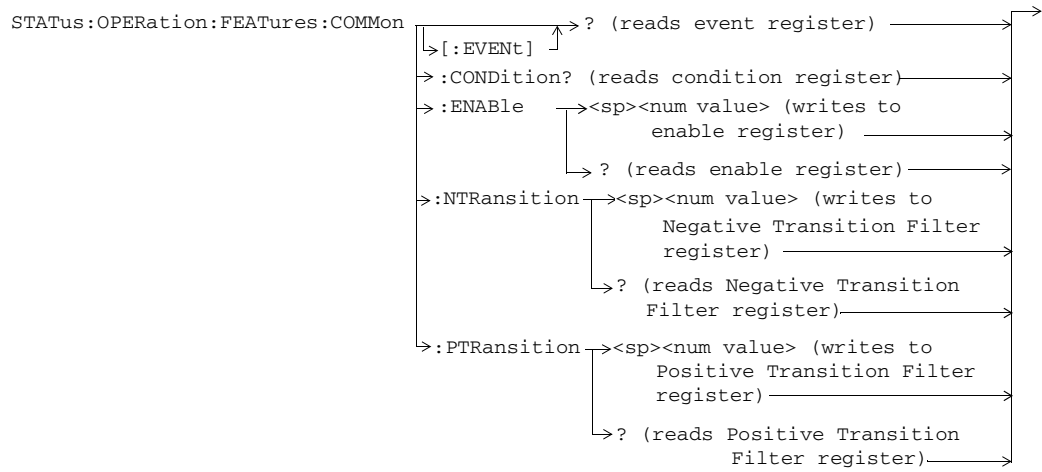 STATus:OPERation:FEATures:COMMon ? (reads event register)
[:EVENt]
:CONDition? (reads condition register)
:ENABle <sp><num value> (writes to
enable register)
? (reads enable register)
:NTRansition <sp><num value> (writes to
Negative Transition Filter
register)
? (reads Negative Transition
Filter register)
:PTRansition <sp><num value> (writes to
Positive Transition Filter
register)
? (reads Positive Transition
Filter register)